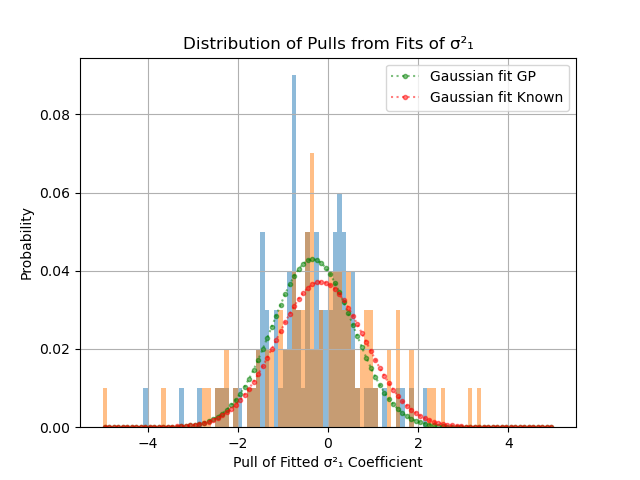 Distribution of Pulls from Fits of σ²₁
Gaussian fit GP
Gaussian fit Known
Probability
0.08
0.06
0.04
0.02
0.00
−4
−2
0
2
4
Pull of Fitted σ²₁ Coefficient